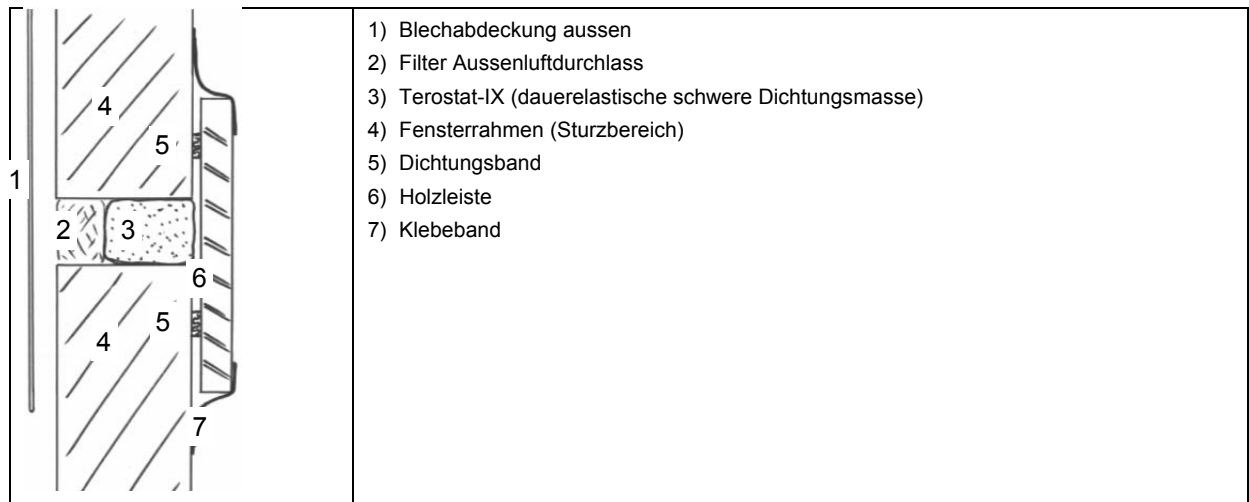 4
5
1
2
3
6
5
4
7
1) Blechabdeckung aussen
2) Filter Aussenluftdurchlass
3) Terostat-IX (dauerelastische schwere Dichtungsmasse)
4) Fensterrahmen (Sturzbereich)
5) Dichtungsband
6) Holzleiste
7) Klebeband